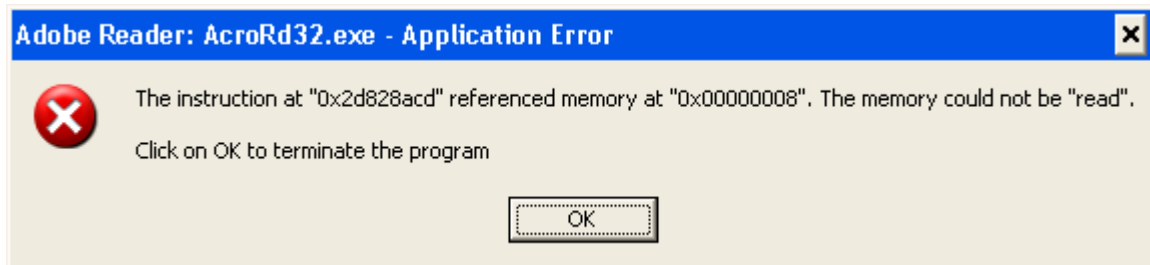 Adobe Reader: AcroRd32.exe - Application Error
The instruction at "0x2d828acd" referenced memory at "0x00000008". The memory could not be "read".
Click on OK to terminate the program
OK